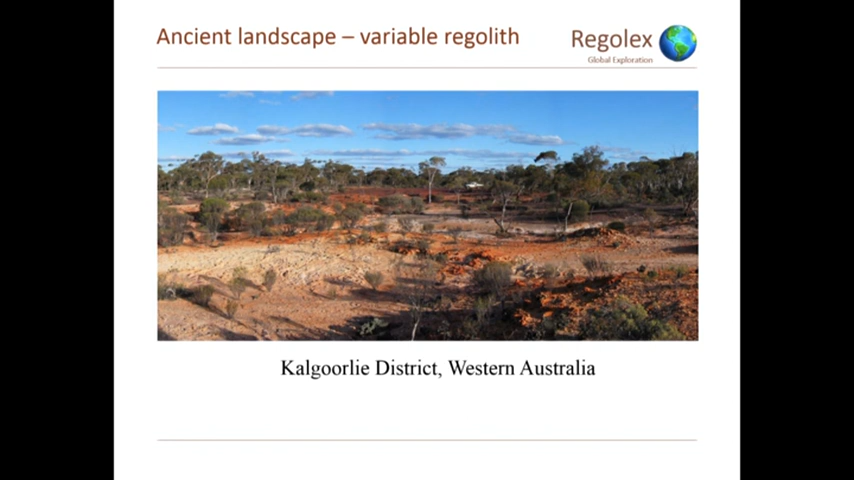 Ancient landscape – variable regolith
Regolex
Global Exploration
Kalgoorlie District, Western Australia